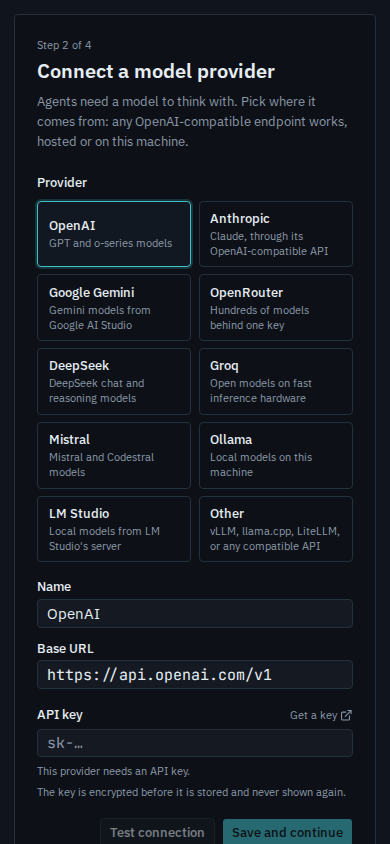 Step 2 of 4
Connect a model provider
Agents need a model to think with. Pick where it
comes from: any OpenAI-compatible endpoint works,
hosted or on this machine.
Provider
OpenAI
GPT and o-series models
Anthropic
Claude, through its
OpenAI-compatible API
Google Gemini
Gemini models from
Google AI Studio
OpenRouter
Hundreds of models
behind one key
DeepSeek
DeepSeek chat and
reasoning models
Groq
Open models on fast
inference hardware
Mistral
Mistral and Codestral
models
Ollama
Local models on this
machine
LM Studio
Local models from LM
Studio's server
Other
vLLM, llama.cpp, LiteLLM,
or any compatible API
Name
OpenAI
Base URL
https://api.openai.com/v1
API key
Get a key
sk-…
This provider needs an API key.
The key is encrypted before it is stored and never shown again.
Test connection
Save and continue